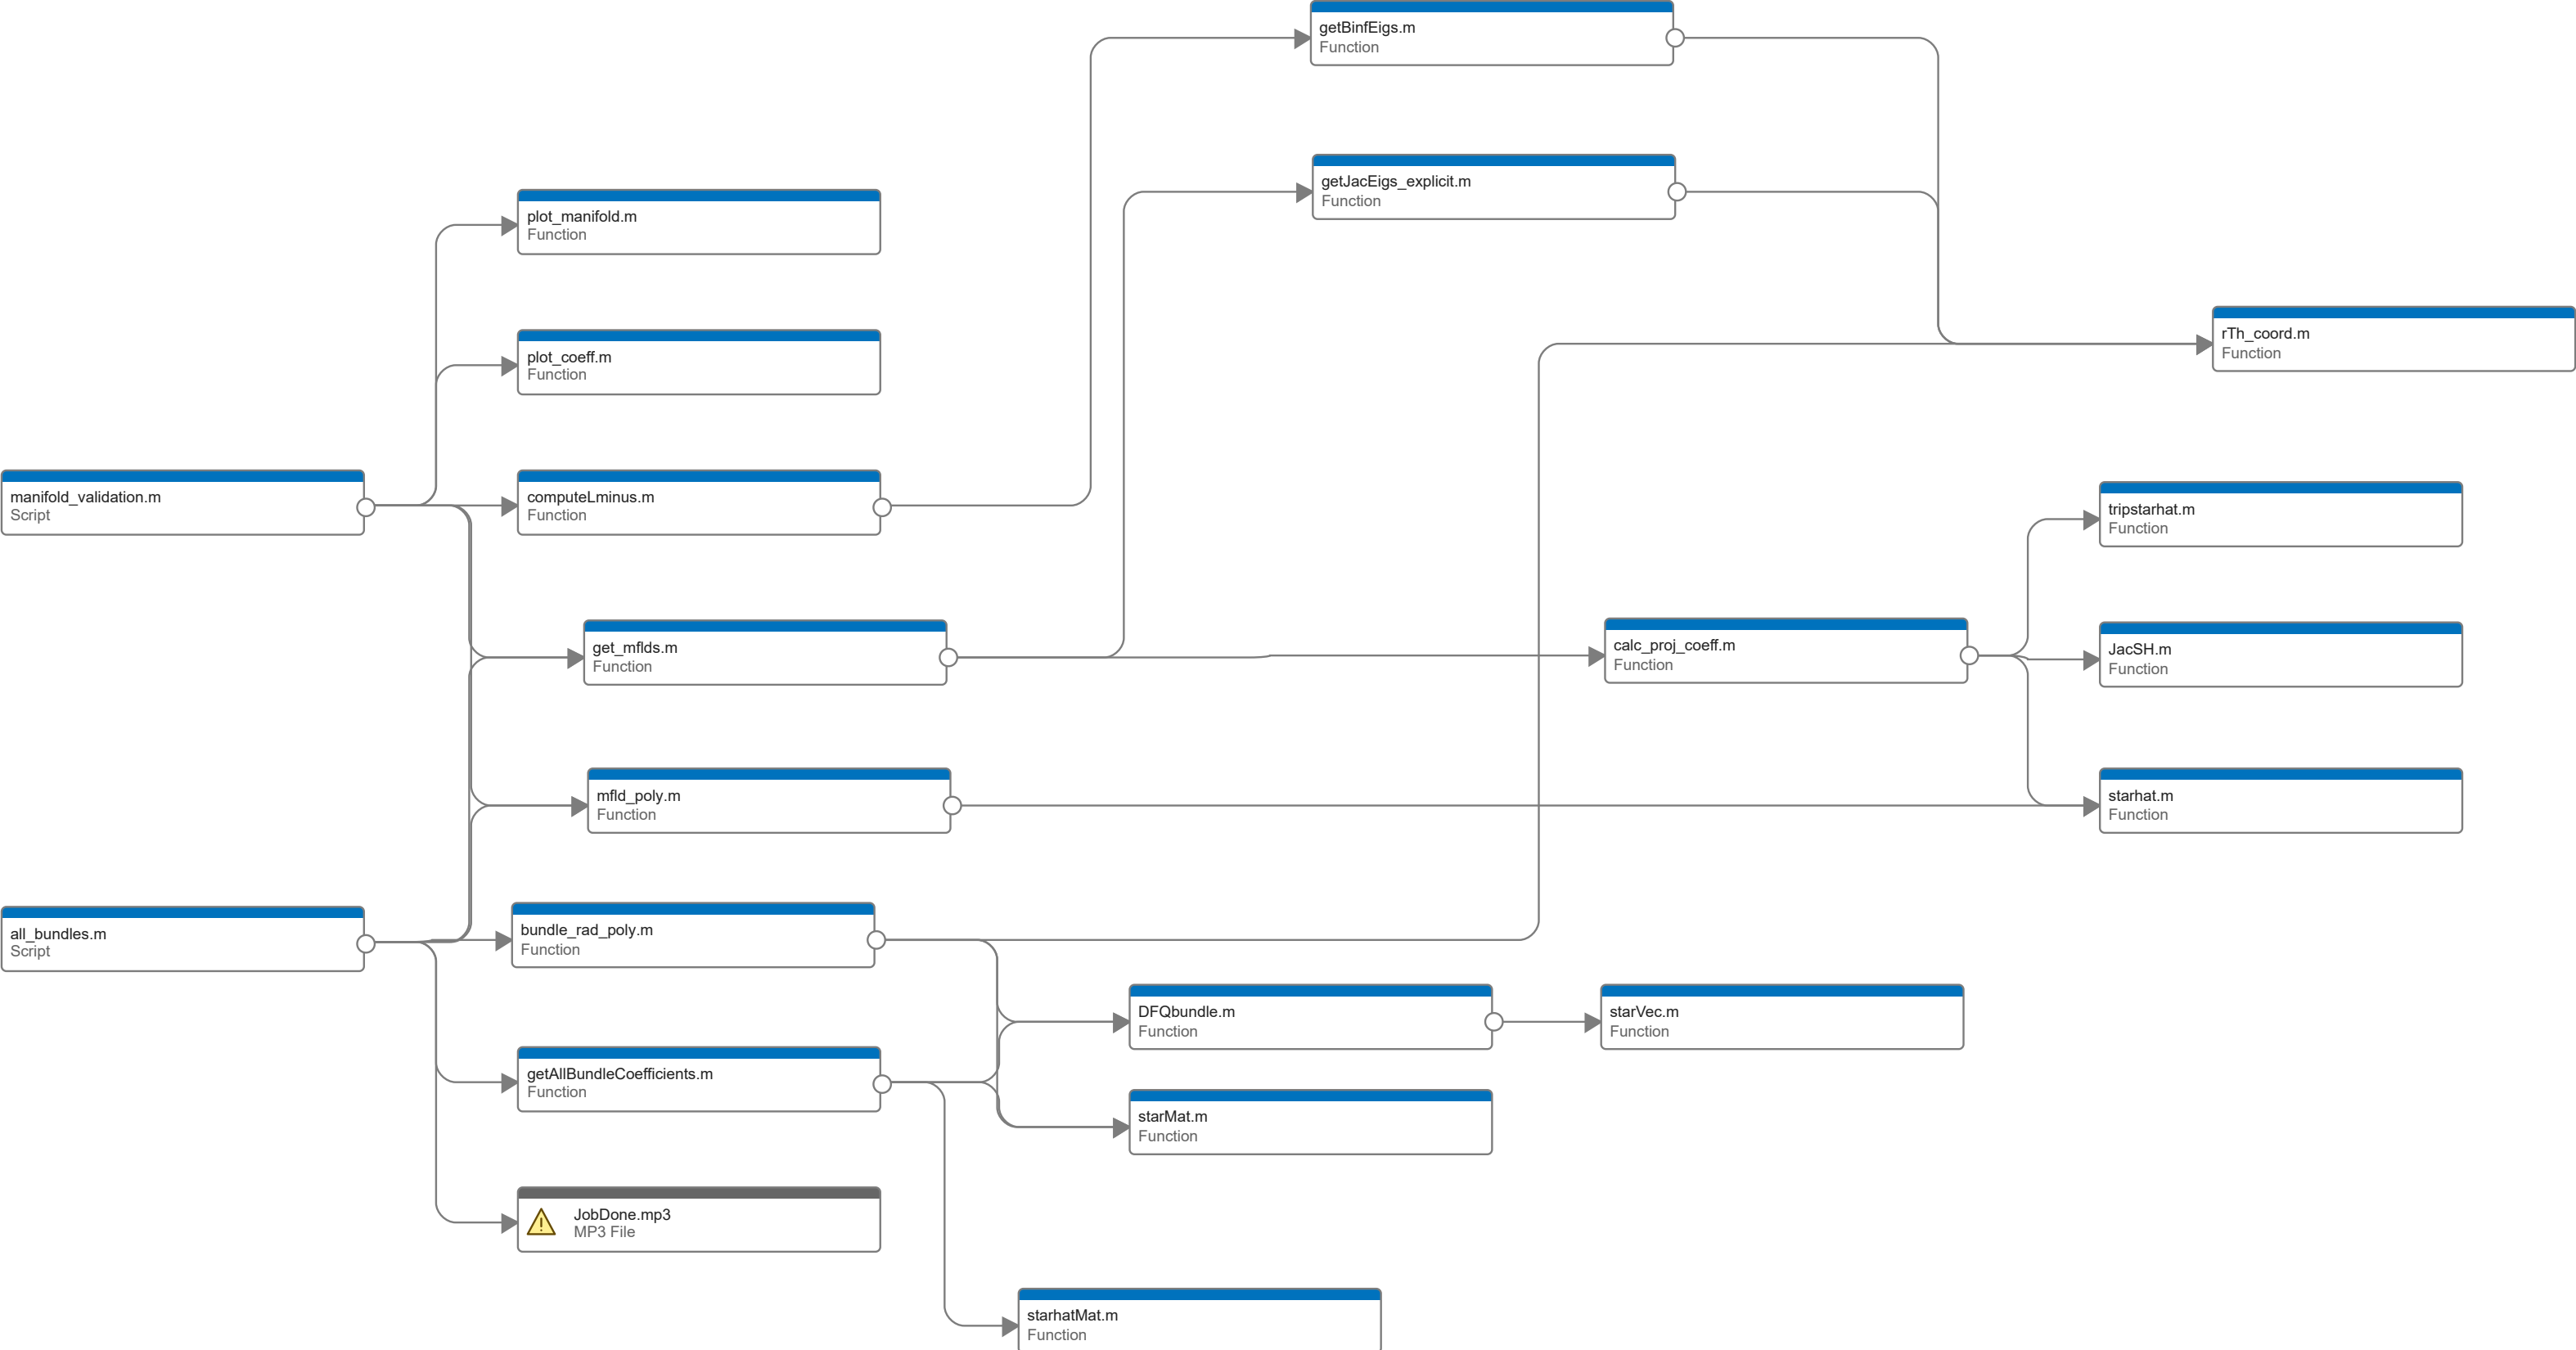 getBinfEigs.m
Function
getJacEigs_explicit.m
Function
plot_manifold.m
Function
rTh_coord.m
Function
plot_coeff.m
Function
manifold_validation.m
Script
computeLminus.m
Function
tripstarhat.m
Function
get_mflds.m
Function
calc_proj_coeff.m
Function
JacSH.m
Function
mfld_poly.m
Function
starhat.m
Function
all_bundles.m
Script
bundle_rad_poly.m
Function
DFQbundle.m
Function
starVec.m
Function
getAllBundleCoefficients.m
Function
starMat.m
Function
JobDone.mp3
MP3 File
starhatMat.m
Function